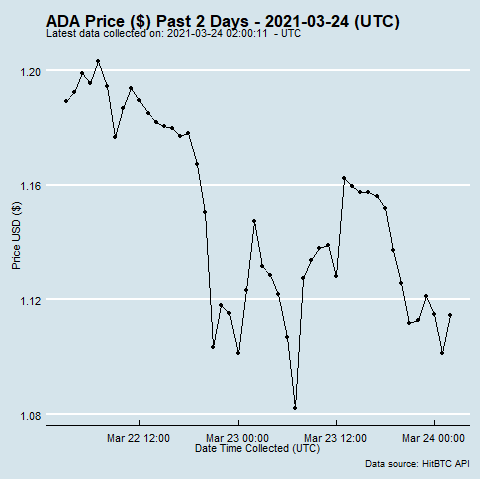 ADA Price ($) Past 2 Days - 2021-03-24 (UTC)
Latest data collected on: 2021-03-24 02:00:11  - UTC
1.20
1.16
1.12
1.08
Price USD ($)
Mar 22 12:00
Mar 23 00:00
Mar 23 12:00
Mar 24 00:00
Date Time Collected (UTC)
Data source: HitBTC API